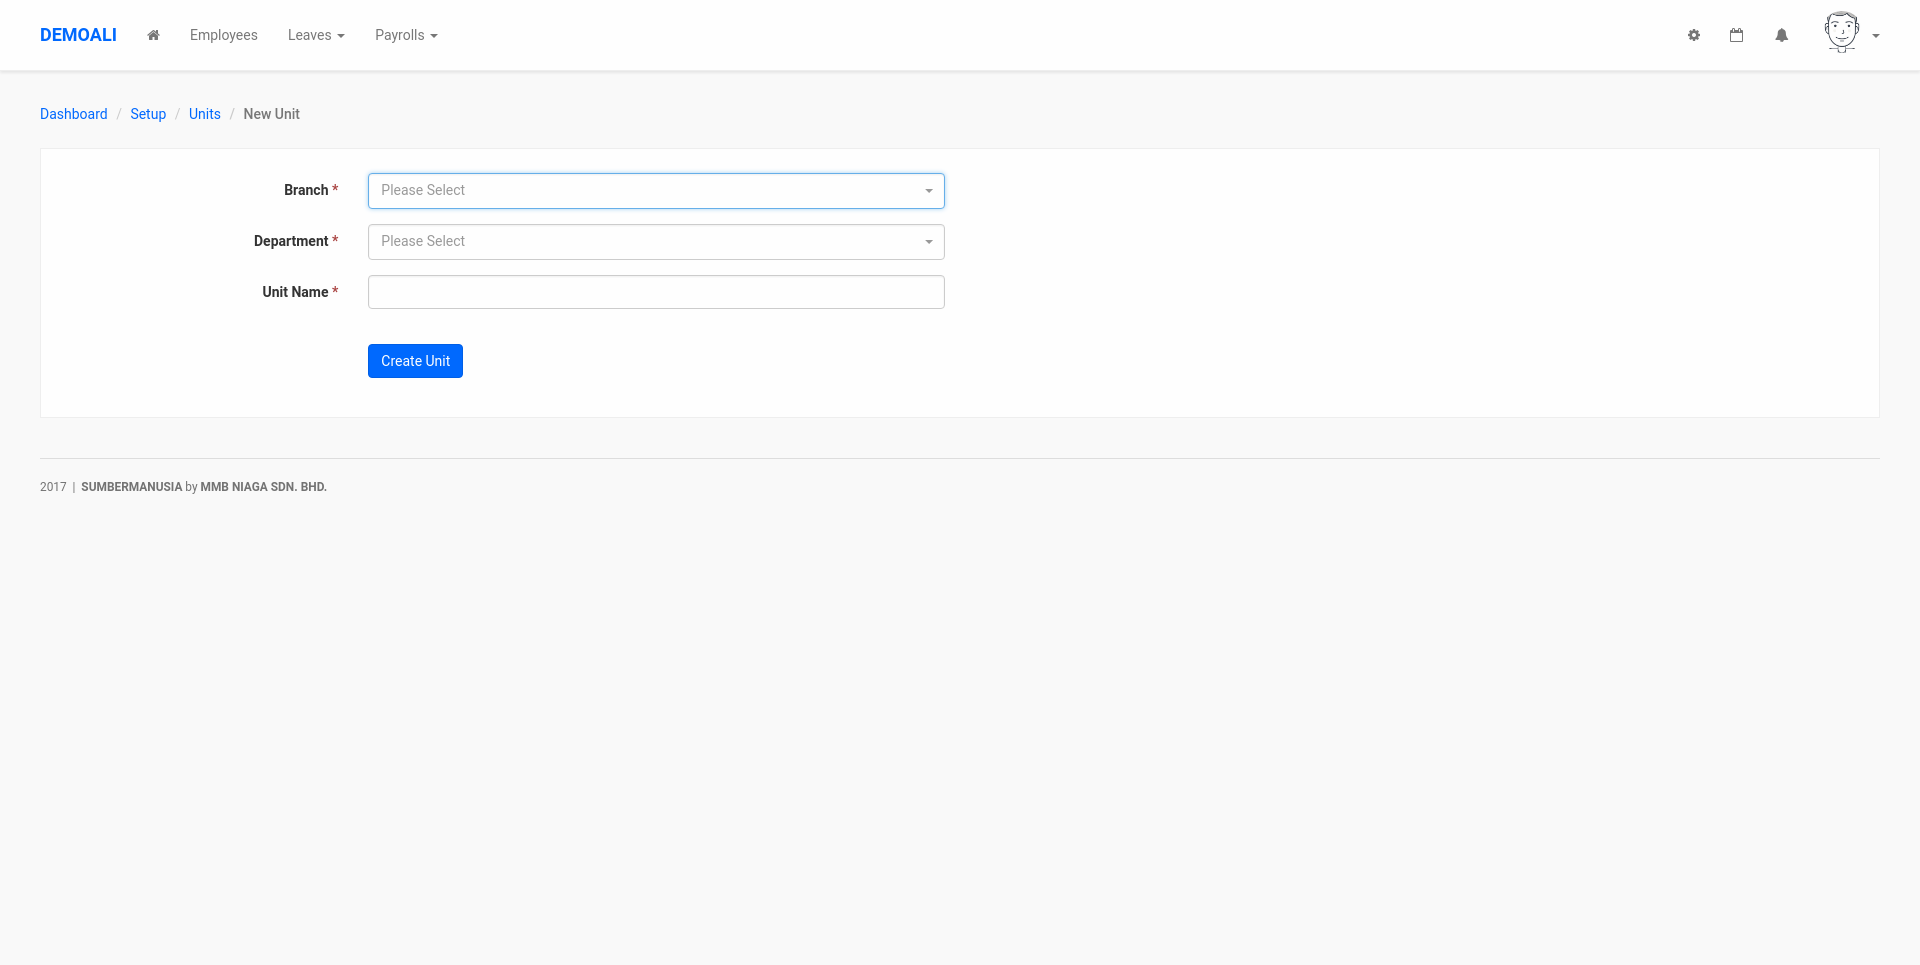 DEMOALI Employees Leaves Payrolls
Dashboard / Setup / Units / New Unit
Branch * Please Select
Department * Please Select
Unit Name *
Create Unit
2017 | SUMBERMANUSIA by MMB NIAGA SDN. BHD.